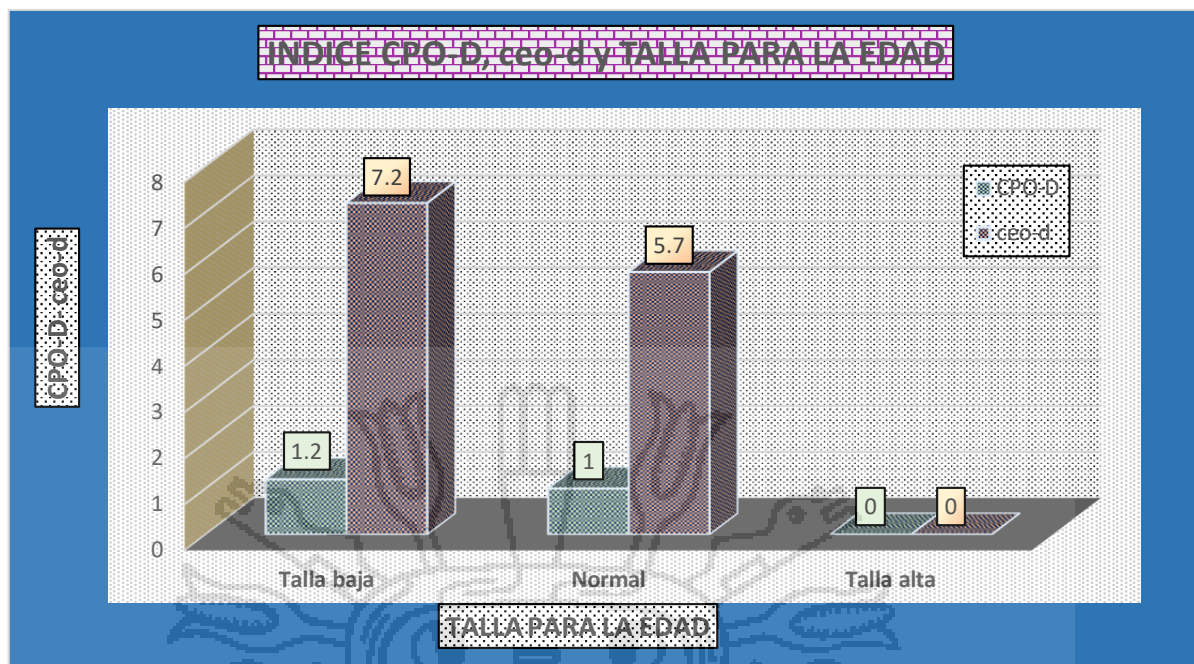 INDICE CPO-D, ceo-d y TALLA PARA LA EDAD
CPO-D- ceo-d
8
7
6
5
4
3
2
1
0
7.2
5.7
1.2
1
0
0
CPO-D
ceo-d
Talla baja
Normal
Talla alta
TALLA PARA LA EDAD